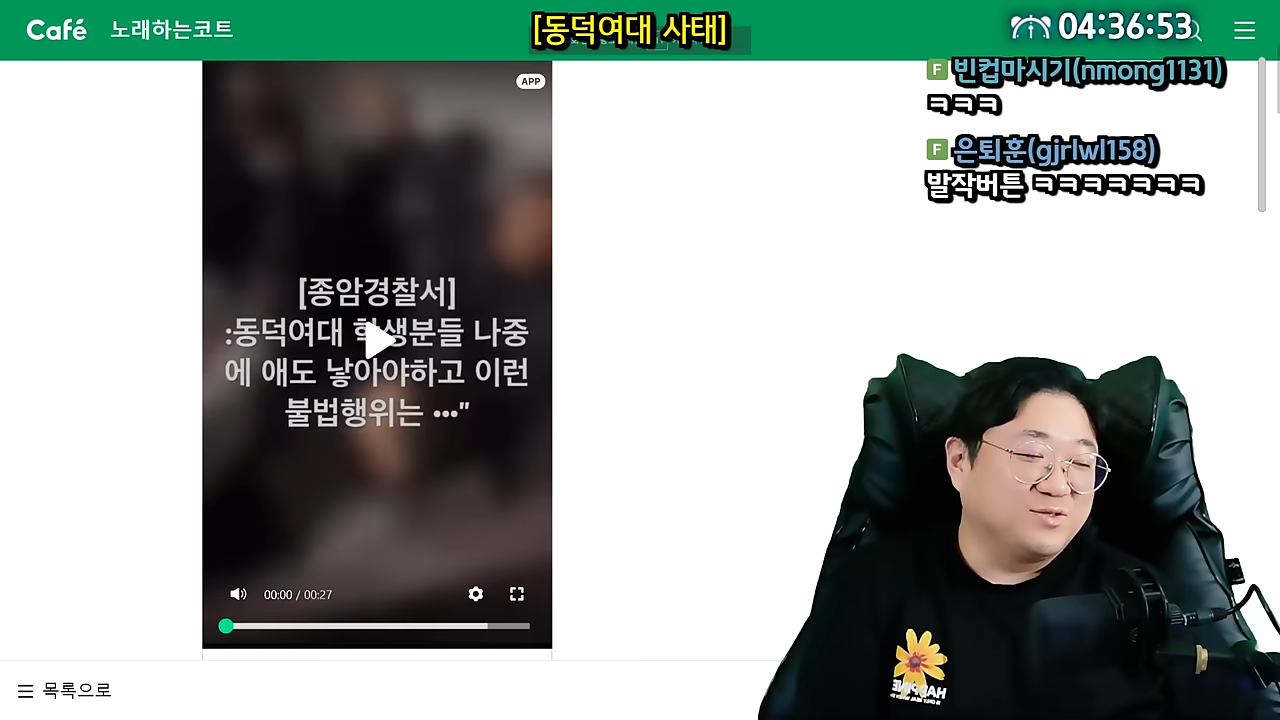 Café 노래하는코트
[동덕여대 사태]
04:36:53
APP
F 빈컵마시기(nmong1131)
ㅋㅋㅋ
F 은퇴훈(gjrlwl158)
발작버튼 ㅋㅋㅋㅋㅋㅋㅋ
[종암경찰서]
:동덕여대 학생분들 나중
에 애도 낳아야하고 이런
불법행위는 •••"
00:00 / 00:27
목록으로